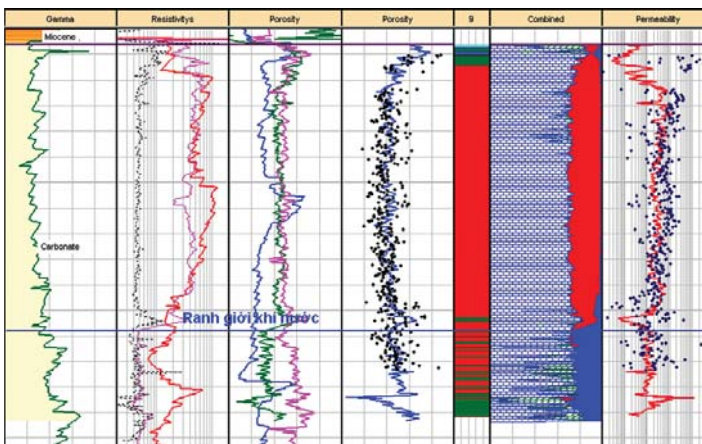 Gamma Resistivitys Porosity Porosity 9 Combined Permeability
Miocene
Carbonate
Ranh giới khí nước